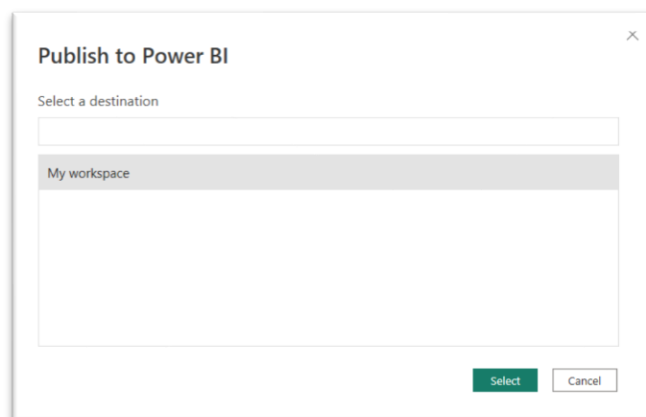 Publish to Power BI
Select a destination
My workspace
Select Cancel